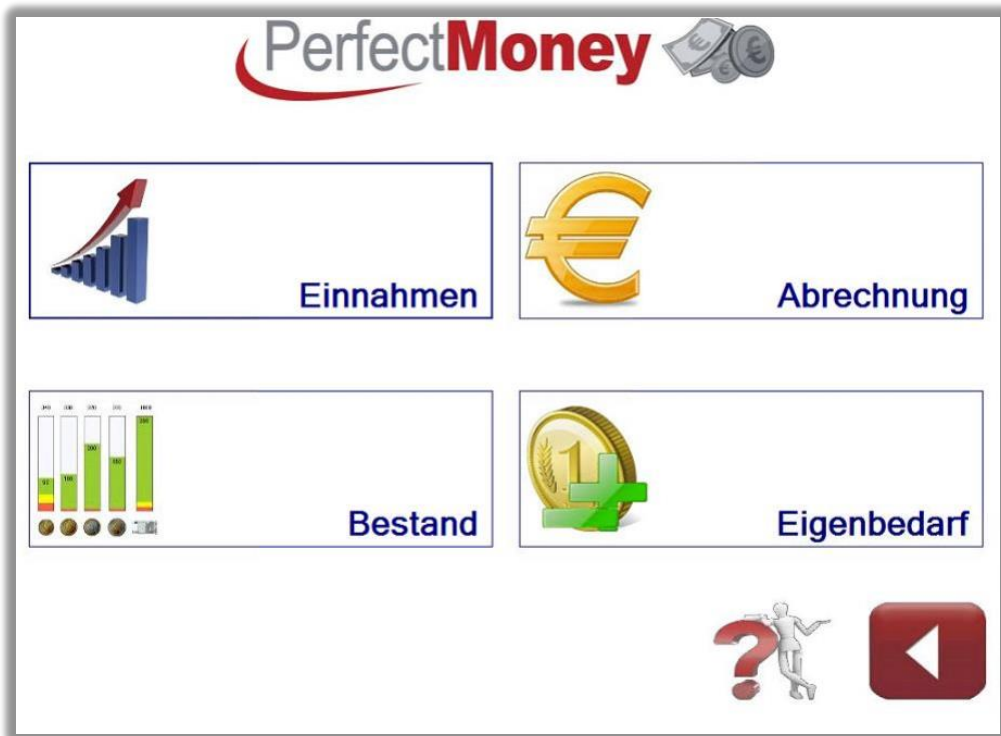 PerfectMoney
Einnahmen
Abrechnung
Bestand
Eigenbedarf